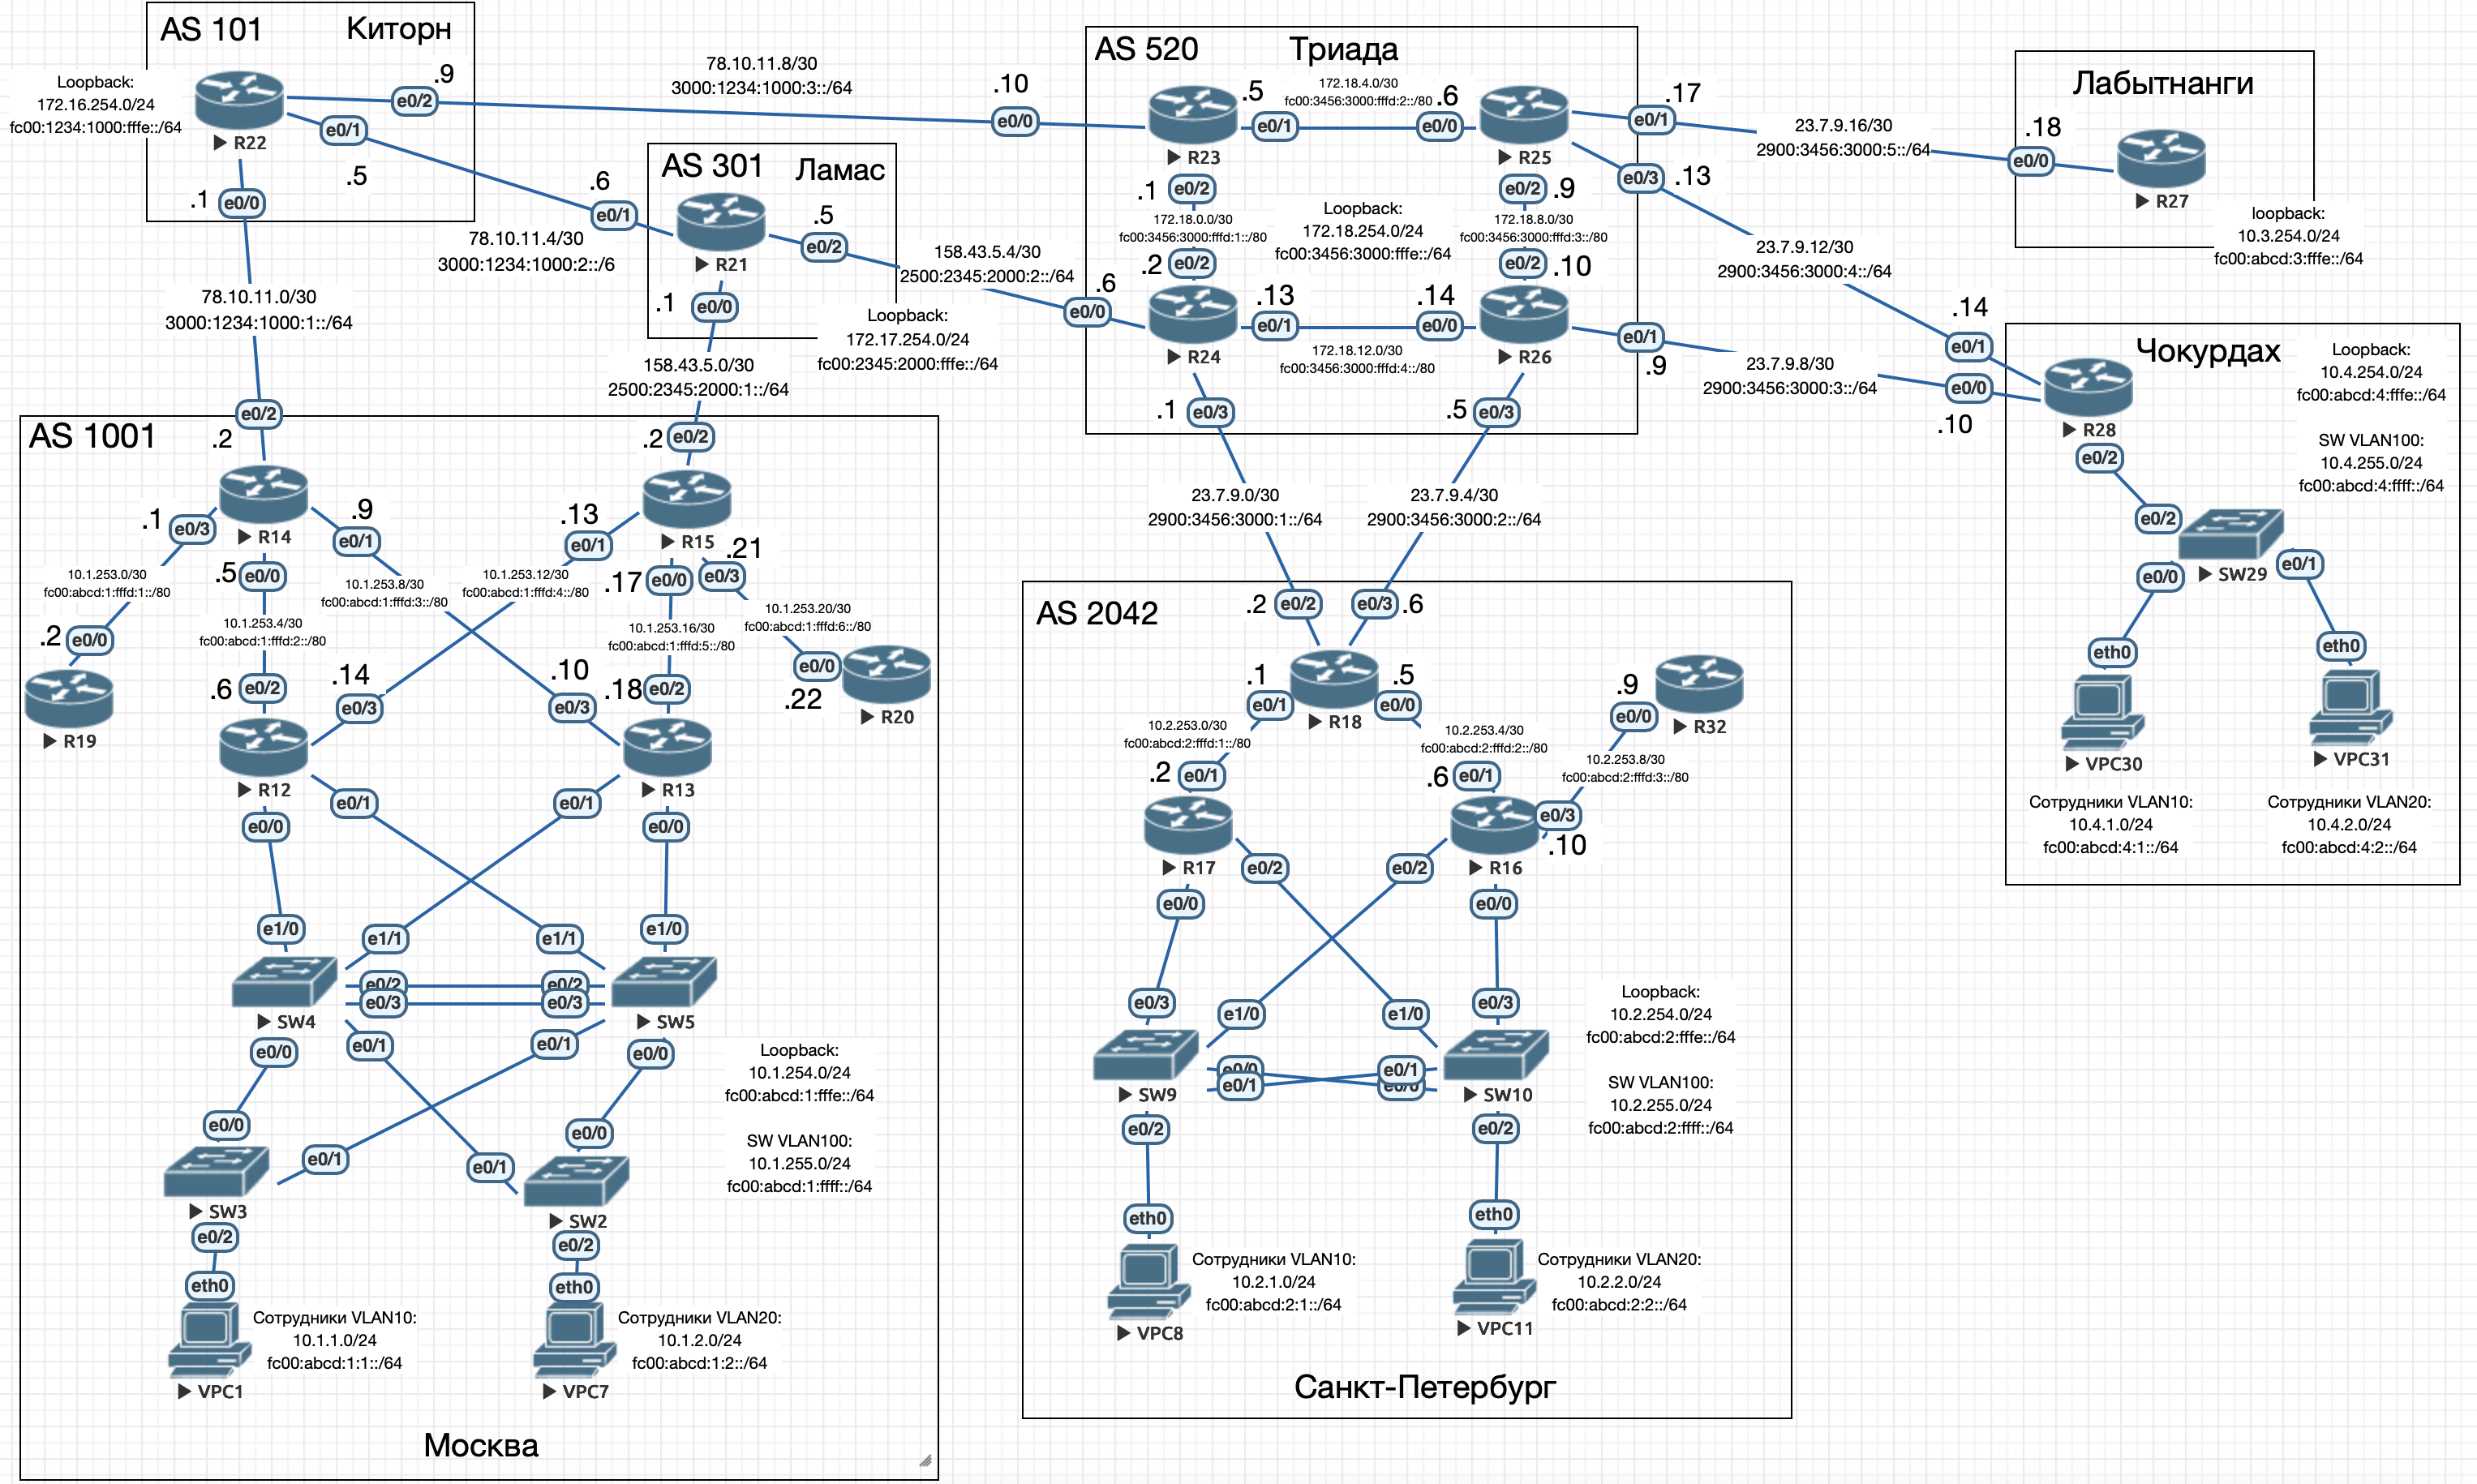 AS 101
Киторн
Loopback:
172.16.254.0/24
fc00:1234:1000:fffe::/64
R22
.9
e0/2
e0/1
.5
.1
e0/0
78.10.11.8/30
3000:1234:1000:3::/64
.10
e0/0
78.10.11.4/30
3000:1234:1000:2::/6
78.10.11.0/30
3000:1234:1000:1::/64
AS 301
Ламас
.6
e0/1
R21
.5
e0/2
.1
e0/0
Loopback:
172.17.254.0/24
fc00:2345:2000:fffe::/64
158.43.5.4/30
2500:2345:2000:2::/64
158.43.5.0/30
2500:2345:2000:1::/64
AS 520
Триада
R23
.5
e0/1
172.18.4.0/30
fc00:3456:3000:fffd:2::/80
.6
e0/0
R25
.1
e0/2
172.18.0.0/30
fc00:3456:3000:fffd:1::/80
.2
e0/2
Loopback:
172.18.254.0/24
fc00:3456:3000:fffe::/64
e0/2
.9
172.18.8.0/30
fc00:3456:3000:fffd:3::/80
e0/2
.10
.6
e0/0
R24
.13
e0/1
172.18.12.0/30
fc00:3456:3000:fffd:4::/80
.14
e0/0
R26
.1
e0/3
.5
e0/3
.17
e0/1
e0/3
.13
e0/1
.9
23.7.9.16/30
2900:3456:3000:5::/64
23.7.9.12/30
2900:3456:3000:4::/64
23.7.9.8/30
2900:3456:3000:3::/64
Лабытнанги
.18
e0/0
R27
loopback:
10.3.254.0/24
fc00:abcd:3:fffe::/64
Чокурдах
.14
e0/1
e0/0
.10
R28
e0/2
Loopback:
10.4.254.0/24
fc00:abcd:4:fffe::/64
SW VLAN100:
10.4.255.0/24
fc00:abcd:4:ffff::/64
e0/2
SW29
e0/0
e0/1
eth0
eth0
VPC30
VPC31
Сотрудники VLAN10:
10.4.1.0/24
fc00:abcd:4:1::/64
Сотрудники VLAN20:
10.4.2.0/24
fc00:abcd:4:2::/64
23.7.9.0/30
2900:3456:3000:1::/64
23.7.9.4/30
2900:3456:3000:2::/64
AS 1001
e0/2
.2
R14
.1
e0/3
.5
e0/0
.9
e0/1
.2
e0/2
R15
.13
e0/1
.17
e0/0
.21
e0/3
10.1.253.0/30
fc00:abcd:1:fffd:1::/80
10.1.253.4/30
fc00:abcd:1:fffd:2::/80
10.1.253.8/30
fc00:abcd:1:fffd:3::/80
10.1.253.12/30
fc00:abcd:1:fffd:4::/80
10.1.253.16/30
fc00:abcd:1:fffd:5::/80
10.1.253.20/30
fc00:abcd:1:fffd:6::/80
.2
e0/0
R19
.6
e0/2
.14
e0/3
R12
.10
e0/3
.18
e0/2
R13
e0/0
.22
R20
e0/0
e0/1
e0/1
e0/0
e1/0
e1/1
e1/1
e1/0
e0/2
e0/3
e0/2
e0/3
SW4
SW5
e0/0
e0/1
e0/1
e0/0
Loopback:
10.1.254.0/24
fc00:abcd:1:fffe::/64
SW VLAN100:
10.1.255.0/24
fc00:abcd:1:ffff::/64
e0/0
e0/1
e0/1
e0/0
SW3
SW2
e0/2
e0/2
eth0
eth0
VPC1
VPC7
Сотрудники VLAN10:
10.1.1.0/24
fc00:abcd:1:1::/64
Сотрудники VLAN20:
10.1.2.0/24
fc00:abcd:1:2::/64
Москва
AS 2042
.2
e0/2
e0/3
.6
R18
.1
e0/1
.5
e0/0
10.2.253.0/30
fc00:abcd:2:fffd:1::/80
10.2.253.4/30
fc00:abcd:2:fffd:2::/80
10.2.253.8/30
fc00:abcd:2:fffd:3::/80
.9
e0/0
R32
.2
e0/1
R17
.6
e0/1
R16
e0/3
.10
e0/0
e0/2
e0/2
e0/0
e0/3
e1/0
e1/0
e0/3
SW9
SW10
e0/0
e0/1
e0/1
e0/0
Loopback:
10.2.254.0/24
fc00:abcd:2:fffe::/64
SW VLAN100:
10.2.255.0/24
fc00:abcd:2:ffff::/64
e0/2
e0/2
eth0
eth0
VPC8
VPC11
Сотрудники VLAN10:
10.2.1.0/24
fc00:abcd:2:1::/64
Сотрудники VLAN20:
10.2.2.0/24
fc00:abcd:2:2::/64
Санкт-Петербург